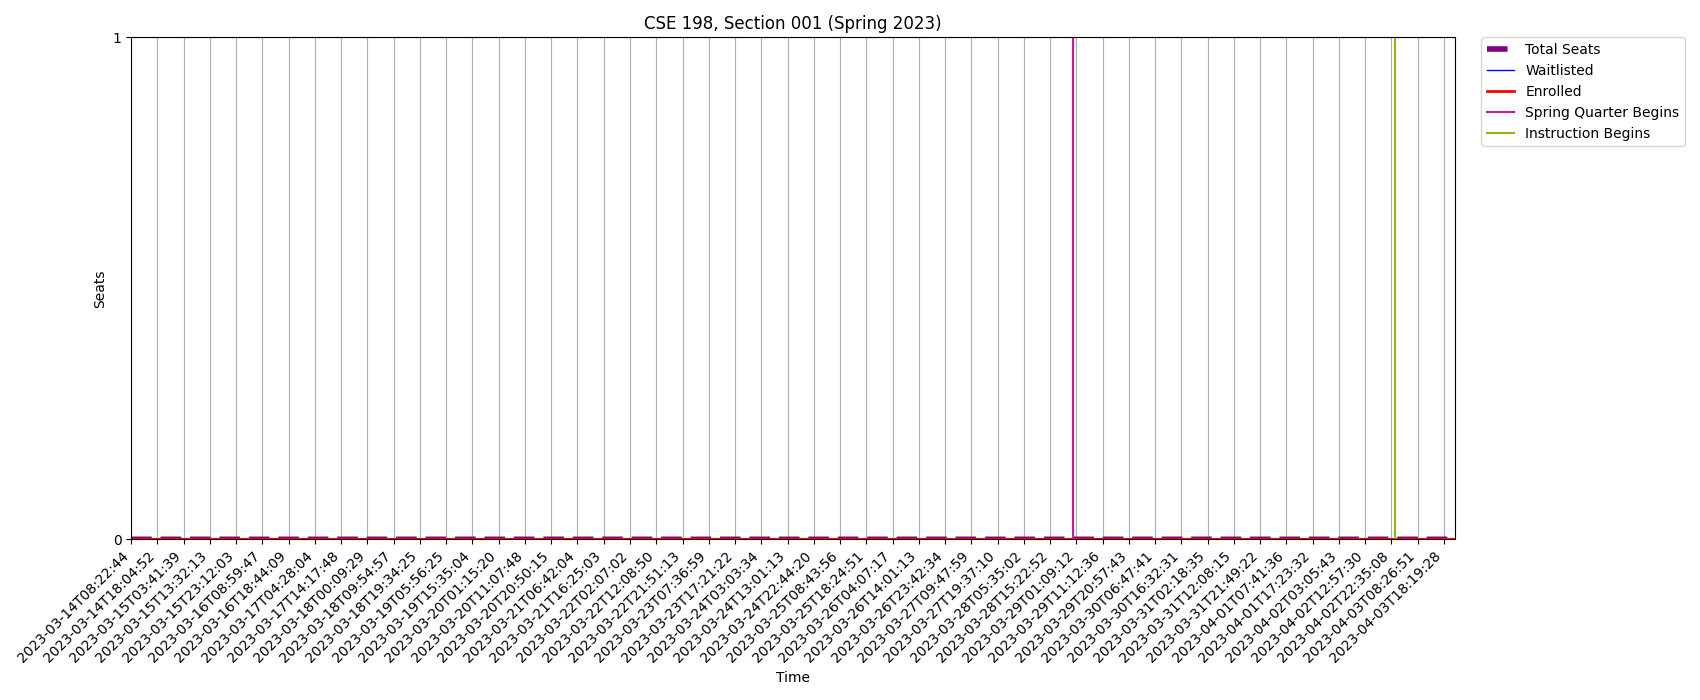 CSE 198, Section 001 (Spring 2023)
1
0
Seats
Total Seats
Waitlisted
Enrolled
Spring Quarter Begins
Instruction Begins
2023-03-14T08:22:44
2023-03-14T18:04:52
2023-03-15T03:41:39
2023-03-15T13:32:13
2023-03-15T23:12:03
2023-03-16T08:59:47
2023-03-16T18:44:09
2023-03-17T04:28:04
2023-03-17T14:17:48
2023-03-18T00:09:29
2023-03-18T09:54:57
2023-03-18T19:34:25
2023-03-19T05:56:25
2023-03-19T15:35:04
2023-03-20T01:15:20
2023-03-20T11:07:48
2023-03-20T20:50:15
2023-03-21T06:42:04
2023-03-21T16:25:03
2023-03-22T02:07:02
2023-03-22T12:08:50
2023-03-22T21:51:13
2023-03-23T07:36:59
2023-03-23T17:21:22
2023-03-24T03:03:34
2023-03-24T13:01:13
2023-03-24T22:44:20
2023-03-25T08:43:56
2023-03-25T18:24:51
2023-03-26T04:07:17
2023-03-26T14:01:13
2023-03-26T23:42:34
2023-03-27T09:47:59
2023-03-27T19:37:10
2023-03-28T05:35:02
2023-03-28T15:22:52
2023-03-29T01:09:12
2023-03-29T11:12:36
2023-03-29T20:57:43
2023-03-30T06:47:41
2023-03-30T16:32:31
2023-03-31T02:18:35
2023-03-31T12:08:15
2023-03-31T21:49:22
2023-04-01T07:41:36
2023-04-01T17:23:32
2023-04-02T03:05:43
2023-04-02T12:57:30
2023-04-02T22:35:08
2023-04-03T08:26:51
2023-04-03T18:19:28
Time